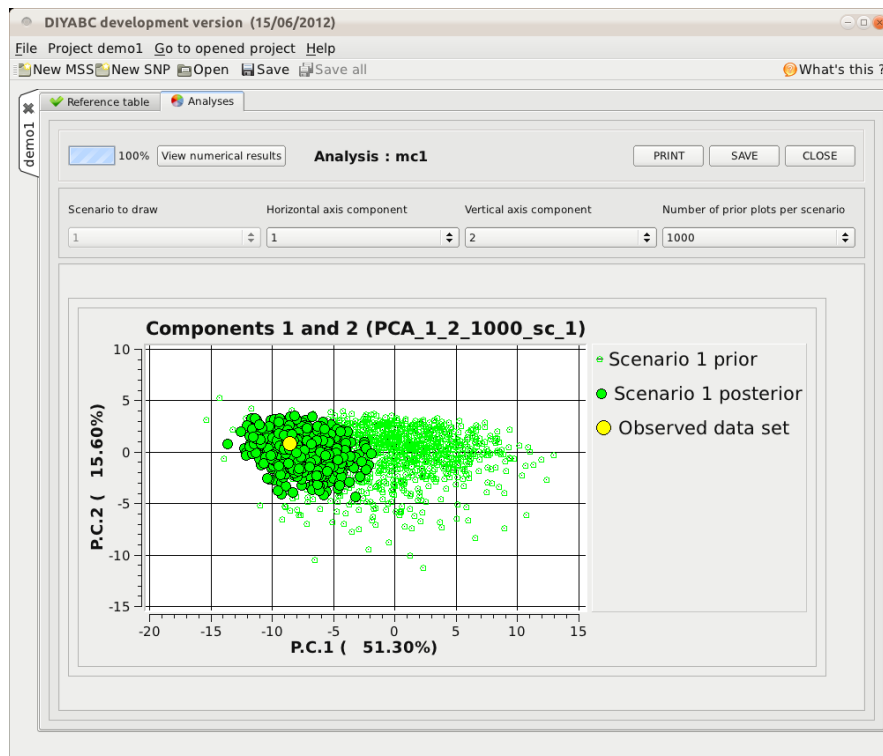 DIYABC development version (15/06/2012)
File Project demo1 Go to opened project Help
New MSS New SNP Open Save Save all What's this ?
demo1
Reference table Analyses
100% View numerical results Analysis : mc1 PRINT SAVE CLOSE
Scenario to draw Horizontal axis component Vertical axis component Number of prior plots per scenario
1 1 2 1000
Components 1 and 2 (PCA_1_2_1000_sc_1)
Scenario 1 prior
Scenario 1 posterior
Observed data set
P.C.2 ( 15.60%)
10
5
0
-5
-10
-15
-20 -15 -10 -5 0 5 10 15
P.C.1 ( 51.30%)